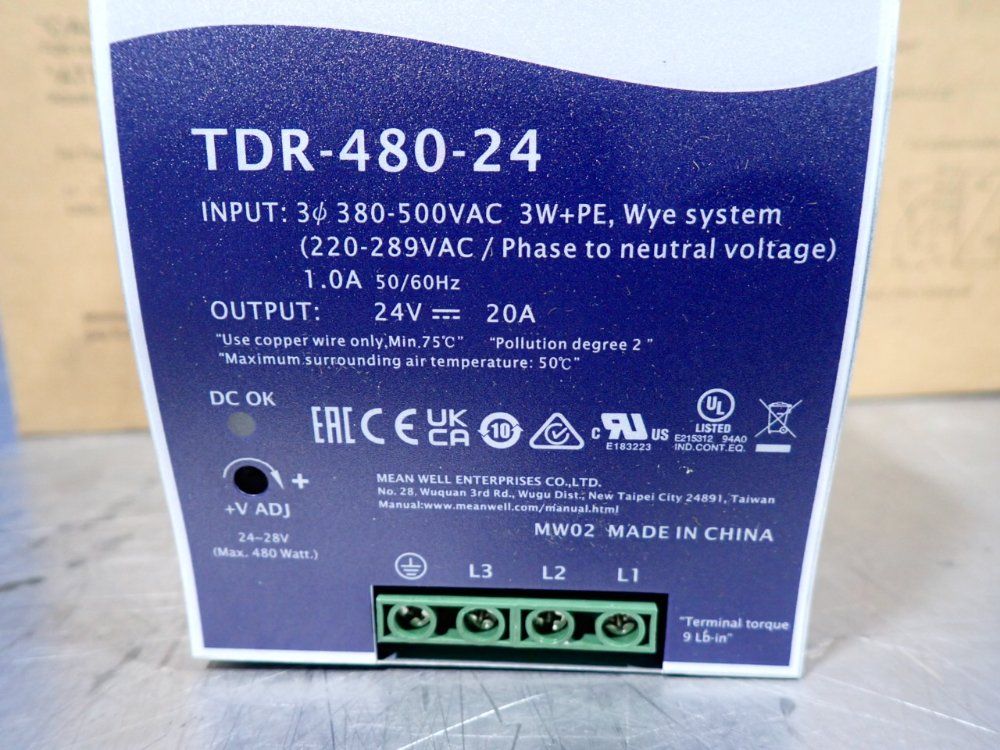 TDR-480-24
INPUT: 3ϕ 380-500VAC 3W+PE, Wye system
(220-289VAC / Phase to neutral voltage)
1.0A 50/60Hz
OUTPUT: 24V ⎓ 20A
"Use copper wire only,Min.75℃" "Pollution degree 2"
"Maximum surrounding air temperature: 50℃"
DC OK
EAC CE UK CA 10 c RU US UL
LISTED
E183223 E215312 94A0
IND.CONT.EQ.
+
+V ADJ
24~28V
(Max. 480 Watt.)
MEAN WELL ENTERPRISES CO.,LTD.
No. 28, Wuquan 3rd Rd., Wugu Dist., New Taipei City 24891, Taiwan
Manual:www.meanwell.com/manual.html
MW02 MADE IN CHINA
L3 L2 L1
"Terminal torque
9 Lb-in"